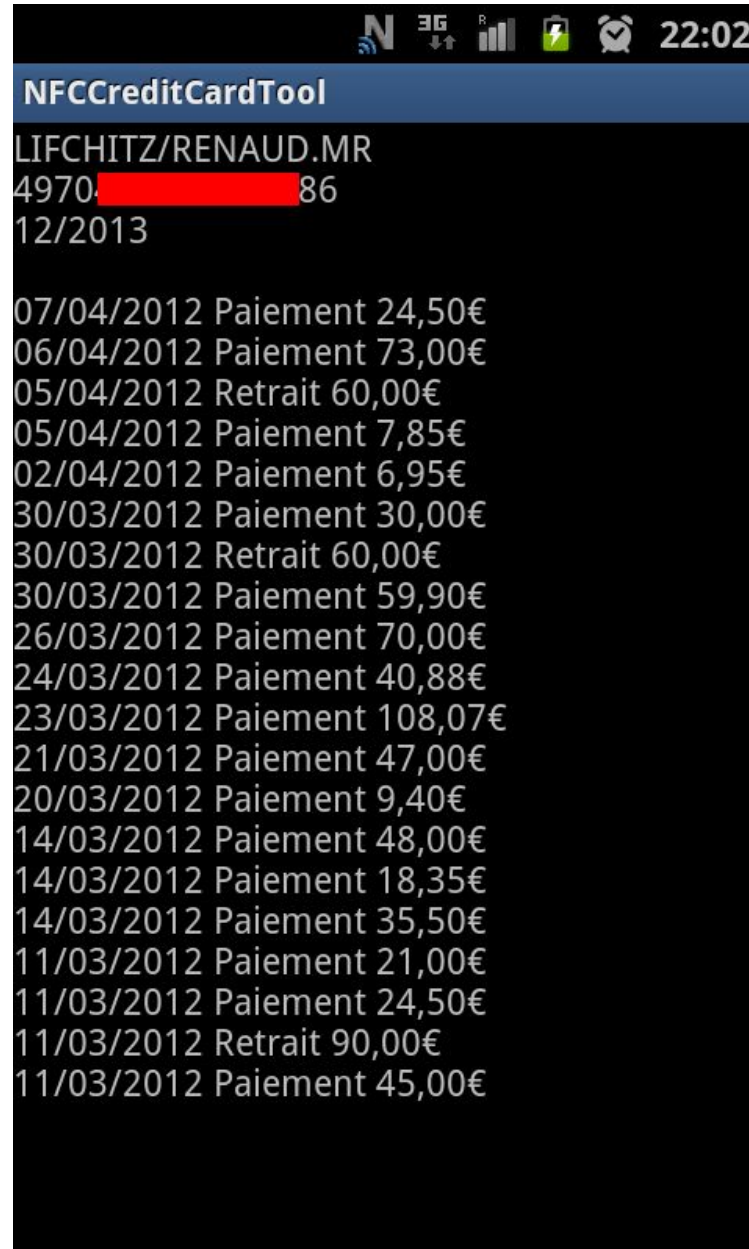 3G R 22:02
NFCCreditCardTool
LIFCHITZ/RENAUD.MR
4970 86
12/2013
07/04/2012 Paiement 24,50€
06/04/2012 Paiement 73,00€
05/04/2012 Retrait 60,00€
05/04/2012 Paiement 7,85€
02/04/2012 Paiement 6,95€
30/03/2012 Paiement 30,00€
30/03/2012 Retrait 60,00€
30/03/2012 Paiement 59,90€
26/03/2012 Paiement 70,00€
24/03/2012 Paiement 40,88€
23/03/2012 Paiement 108,07€
21/03/2012 Paiement 47,00€
20/03/2012 Paiement 9,40€
14/03/2012 Paiement 48,00€
14/03/2012 Paiement 18,35€
14/03/2012 Paiement 35,50€
11/03/2012 Paiement 21,00€
11/03/2012 Paiement 24,50€
11/03/2012 Retrait 90,00€
11/03/2012 Paiement 45,00€